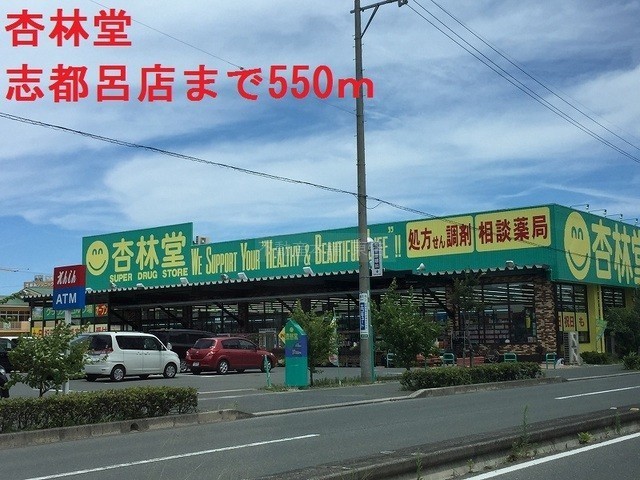 杏林堂
志都呂店まで550m
杏林堂
SUPER DRUG STORE
WE SUPPORT YOUR "HEALTHY & BEAUTIFUL LIFE" !!
処方せん調剤
相談薬局
杏林堂
ATM